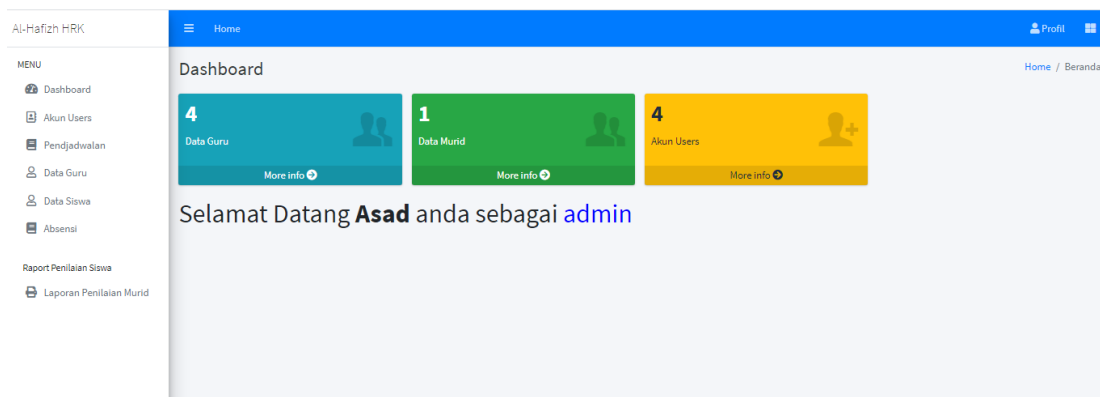 Al-Hafizh HRK
Home
Profil
MENU
Dashboard
Akun Users
Pendjadwalan
Data Guru
Data Siswa
Absensi
Raport Penilaian Siswa
Laporan Penilaian Murid
Dashboard
Home / Beranda
4
Data Guru
More info
1
Data Murid
More info
4
Akun Users
More info
Selamat Datang Asad anda sebagai admin